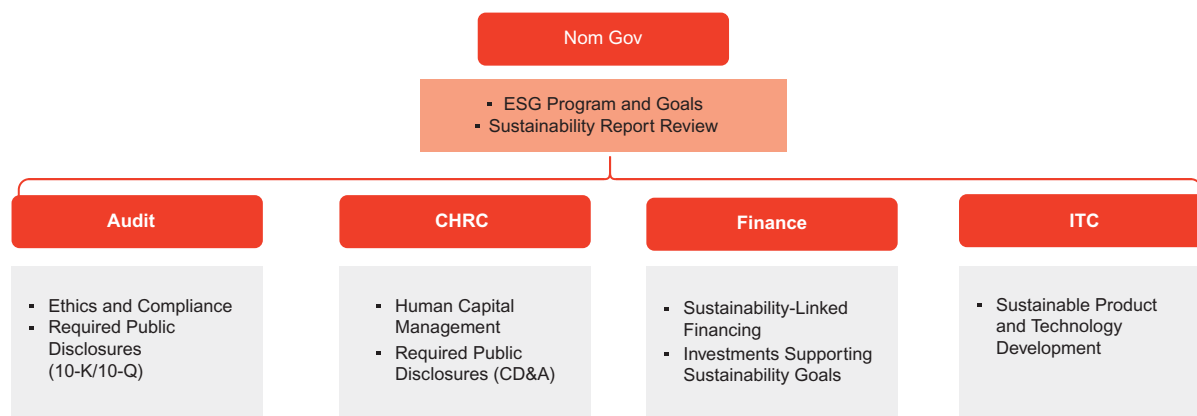 Nom Gov
▪ ESG Program and Goals
▪ Sustainability Report Review
Audit
▪ Ethics and Compliance
▪ Required Public
Disclosures
(10-K/10-Q)
CHRC
▪ Human Capital
Management
▪ Required Public
Disclosures (CD&A)
Finance
▪ Sustainability-Linked
Financing
▪ Investments Supporting
Sustainability Goals
ITC
▪ Sustainable Product
and Technology
Development